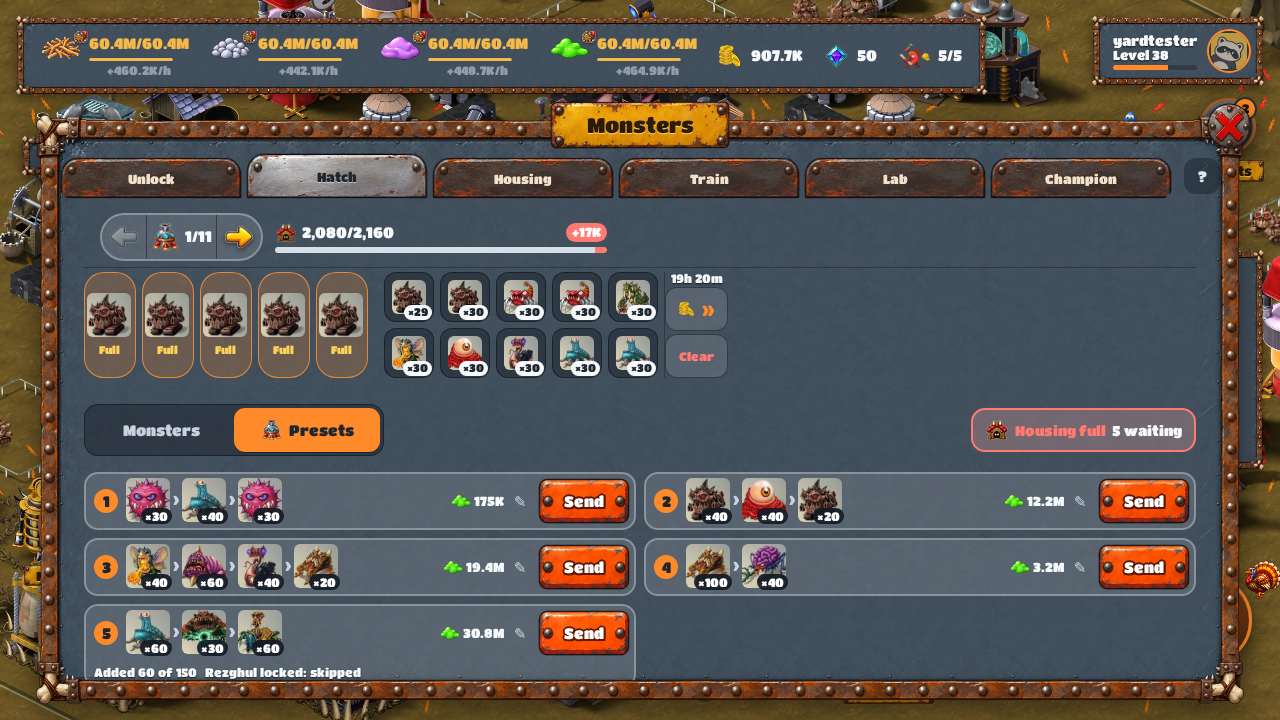 60.4M/60.4M
+460.2K/h
60.4M/60.4M
+442.1K/h
60.4M/60.4M
+448.7K/h
60.4M/60.4M
+464.9K/h
907.7K
50
5/5
yardtester
Level 38
Monsters
Unlock
Hatch
Housing
Train
Lab
Champion
?
1/11
2,080/2,160
+17K
Full
Full
Full
Full
Full
×29
×30
×30
×30
×30
19h 20m
×30
×30
×30
×30
×30
Clear
Monsters
Presets
Housing full 5 waiting
1
×30
×40
×30
175K
Send
2
×40
×40
×20
12.2M
Send
3
×40
×60
×40
×20
19.4M
Send
4
×100
×40
3.2M
Send
5
×60
×30
×60
30.8M
Send
Added 60 of 150 Rezghul locked: skipped